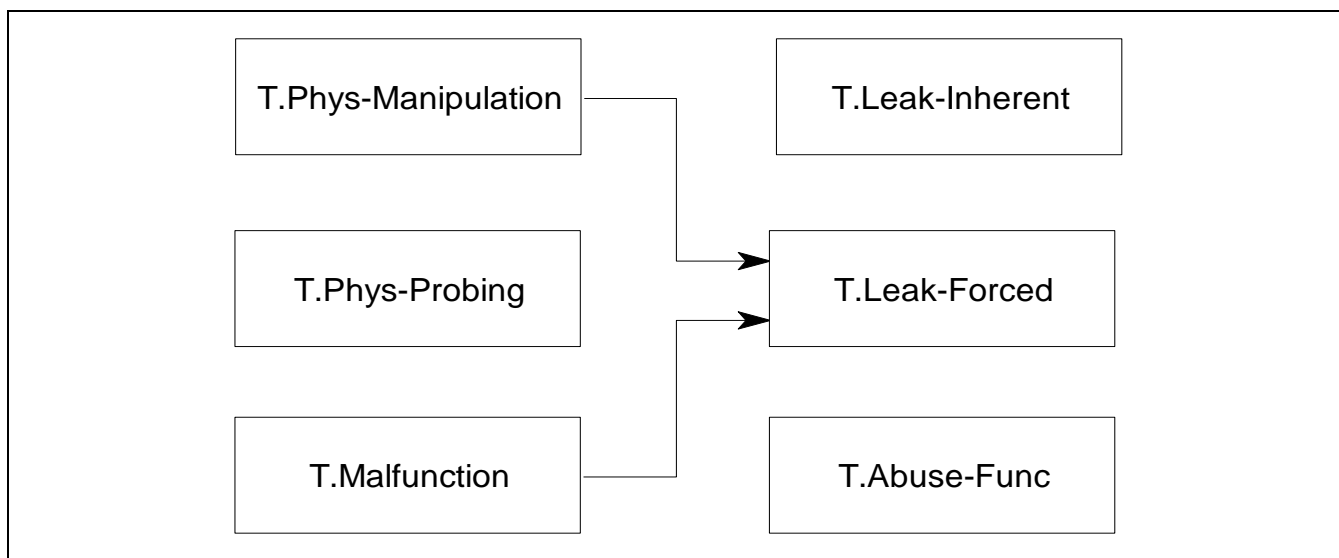 T.Phys-Manipulation
T.Leak-Inherent
T.Phys-Probing
T.Leak-Forced
T.Malfunction
T.Abuse-Func